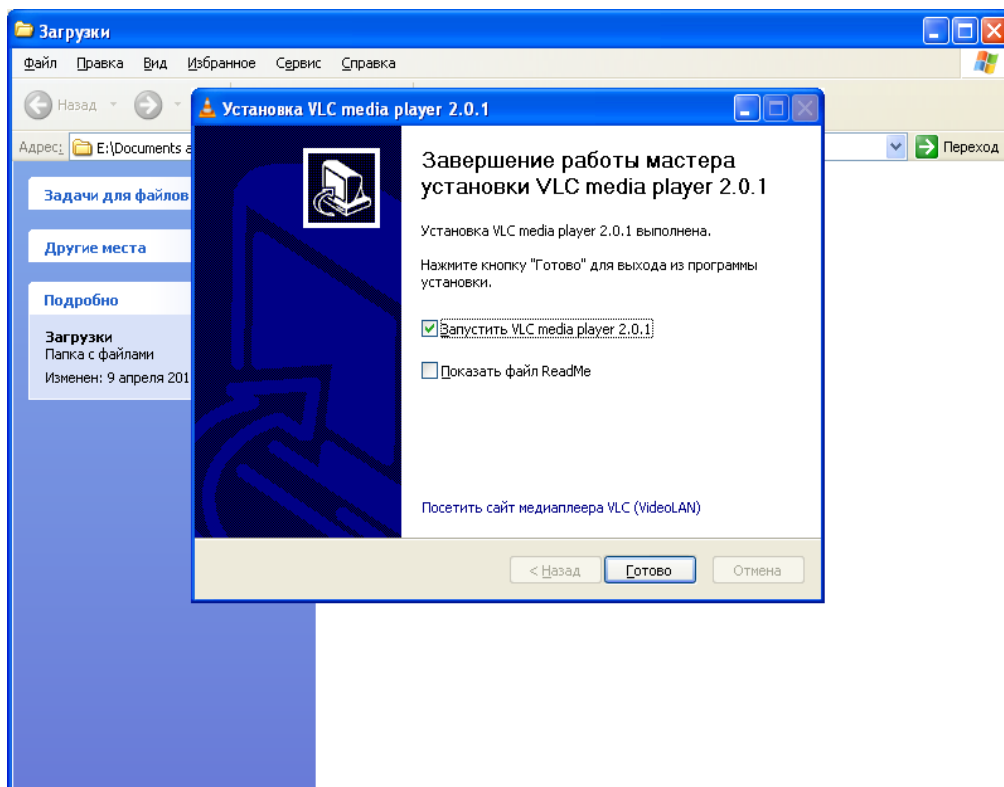 Загрузки
Файл Правка Вид Избранное Сервис Справка
Назад
Адрес: E:\Documents a
Переход
Задачи для файлов
Другие места
Подробно
Загрузки
Папка с файлами
Изменен: 9 апреля 201
Установка VLC media player 2.0.1
Завершение работы мастера
установки VLC media player 2.0.1
Установка VLC media player 2.0.1 выполнена.
Нажмите кнопку "Готово" для выхода из программы
установки.
Запустить VLC media player 2.0.1
Показать файл ReadMe
Посетить сайт медиаплеера VLC (VideoLAN)
< Назад Готово Отмена